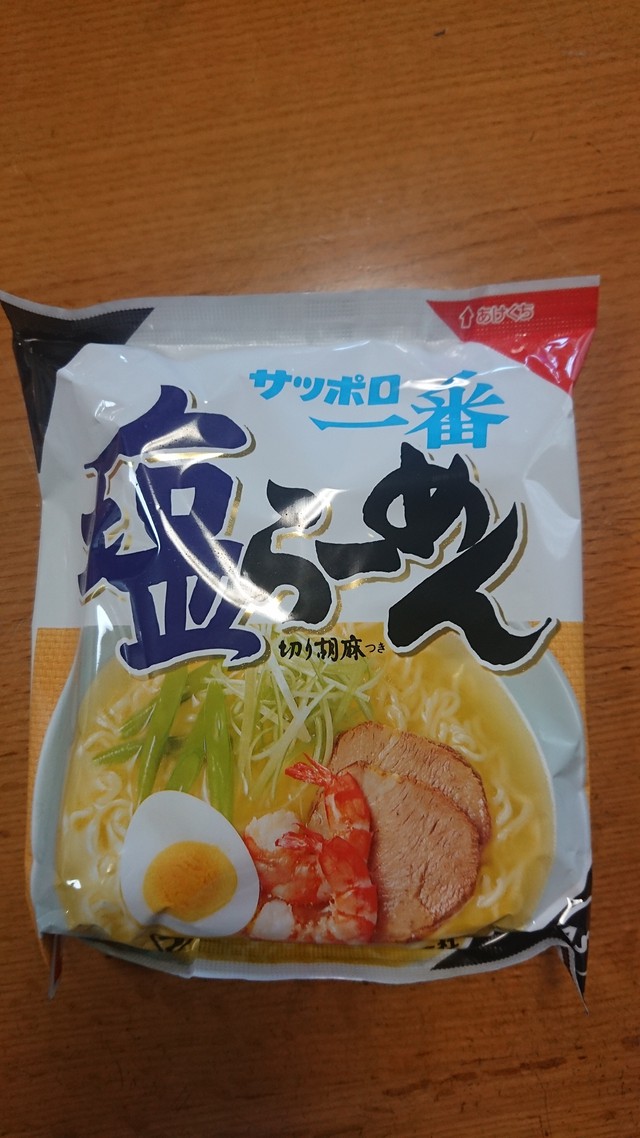 あけくち
サッポロ
一番
塩らーめん
切り胡麻つき